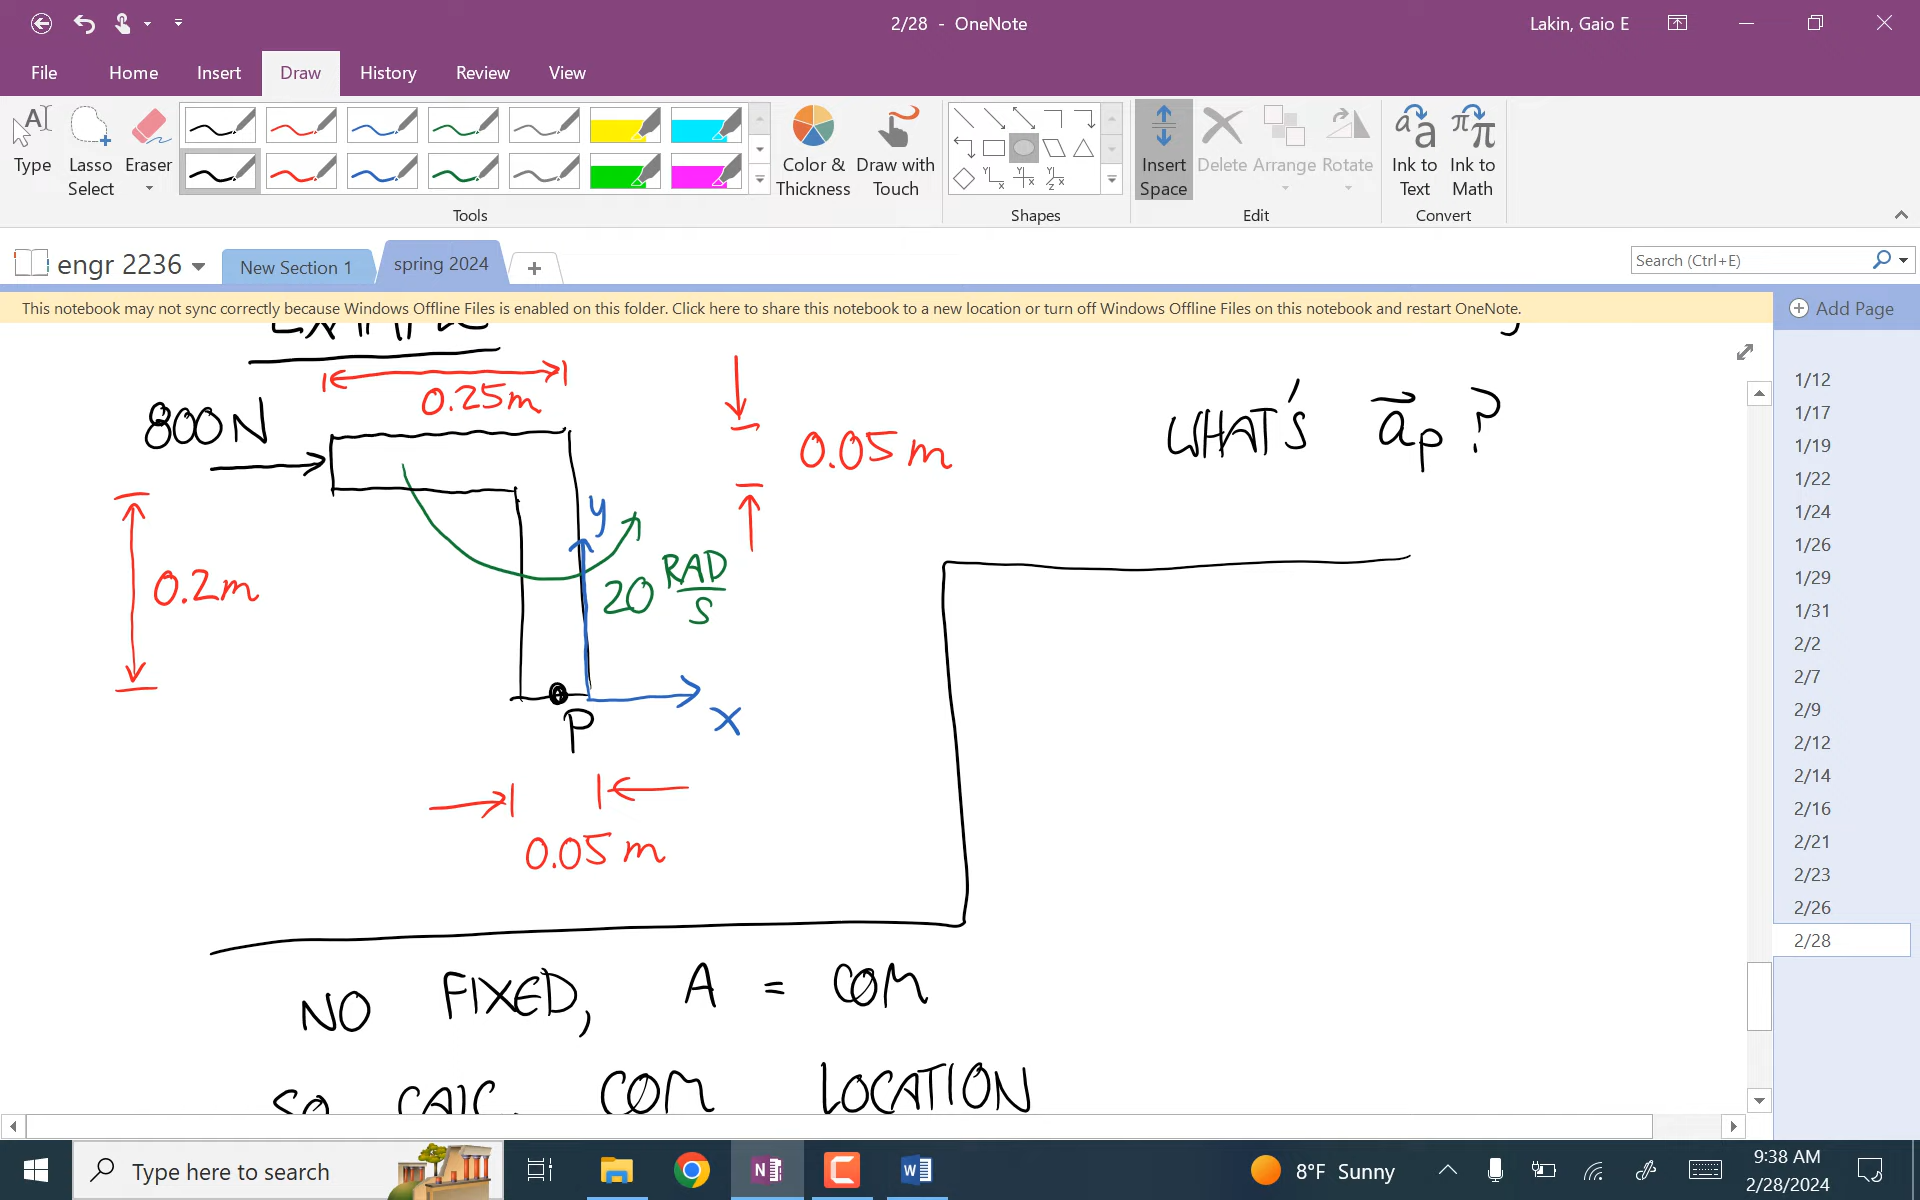 2/28 - OneNote
Lakin, Gaio E
File Home Insert Draw History Review View
Type
Lasso Select
Eraser
Color & Thickness
Draw with Touch
Insert Space
Delete
Arrange
Rotate
Ink to Text
Ink to Math
Tools
Shapes
Edit
Convert
engr 2236
New Section 1
spring 2024
Search (Ctrl+E)
This notebook may not sync correctly because Windows Offline Files is enabled on this folder. Click here to share this notebook to a new location or turn off Windows Offline Files on this notebook and restart OneNote.
Add Page
EXAMPLE
0.25m
800N
0.05m
WHAT'S a⃗p ?
y
0.2m
20 RAD/S
P
x
0.05m
NO FIXED, A = COM
SO CALC. COM LOCATION
1/12
1/17
1/19
1/22
1/24
1/26
1/29
1/31
2/2
2/7
2/9
2/12
2/14
2/16
2/21
2/23
2/26
2/28
Type here to search
8°F Sunny
9:38 AM
2/28/2024